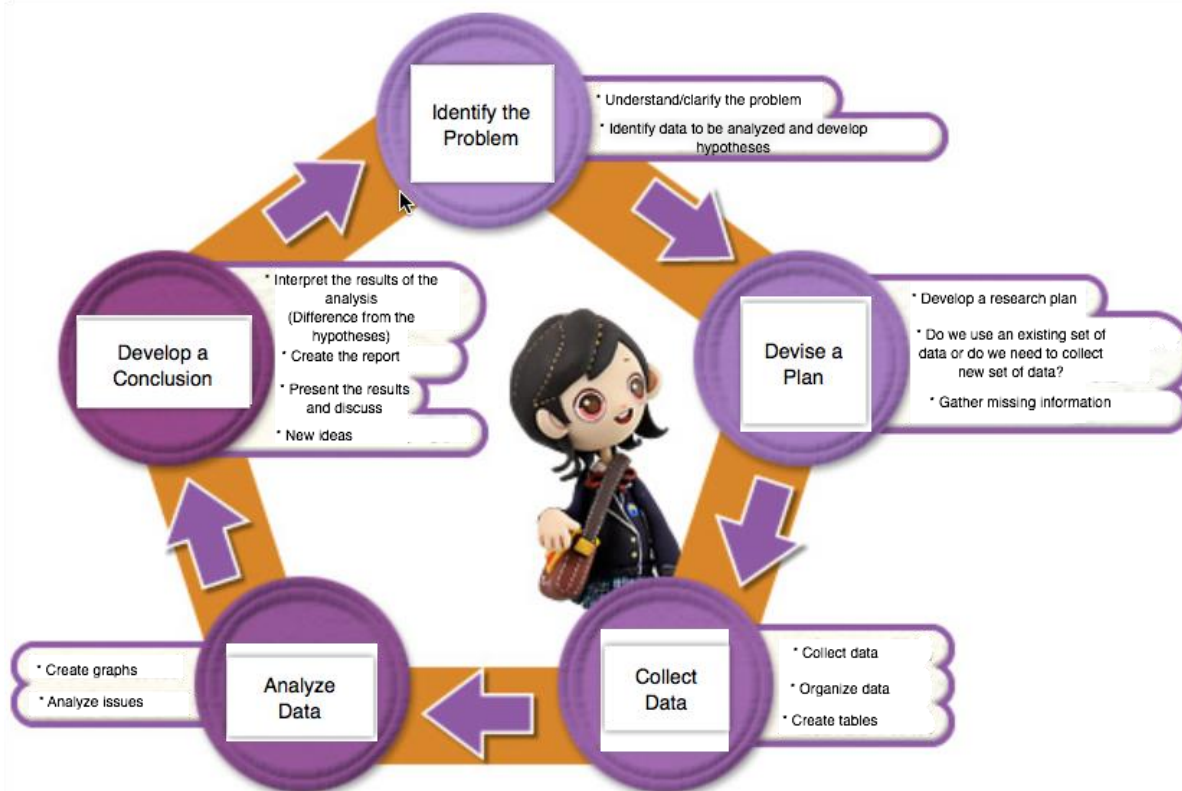 Identify the
Problem
* Understand/clarify the problem
* Identify data to be analyzed and develop
hypotheses
Devise a
Plan
* Develop a research plan
* Do we use an existing set of
data or do we need to collect
new set of data?
* Gather missing information
Collect
Data
* Collect data
* Organize data
* Create tables
Analyze
Data
* Create graphs
* Analyze issues
Develop a
Conclusion
* Interpret the results of the
analysis
(Difference from the
hypotheses)
* Create the report
* Present the results
and discuss
* New ideas